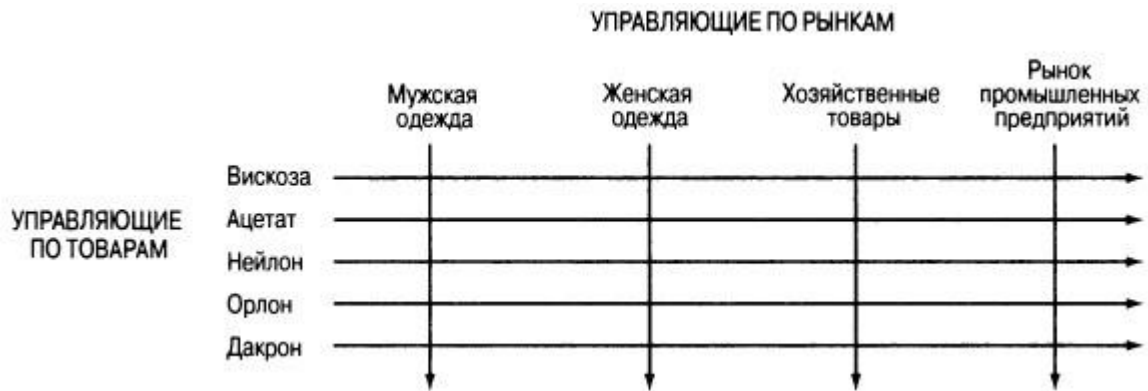 УПРАВЛЯЮЩИЕ ПО РЫНКАМ
Мужская
одежда
Женская
одежда
Хозяйственные
товары
Рынок
промышленных
предприятий
УПРАВЛЯЮЩИЕ
ПО ТОВАРАМ
Вискоза
Ацетат
Нейлон
Орлон
Дакрон